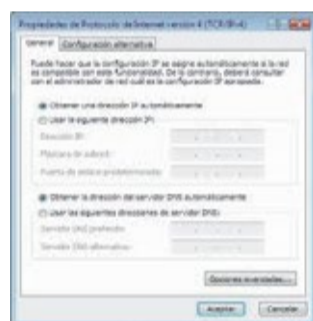 Propiedades de Protocolo de Internet versión 4 (TCP/IPv4)
General Configuración alternativa
Puede hacer que la configuración IP se asigne automáticamente si la red
es compatible con esta funcionalidad. De lo contrario, deberá consultar
con el administrador de red cuál es la configuración IP apropiada.
Obtener una dirección IP automáticamente
Usar la siguiente dirección IP:
Dirección IP:
Máscara de subred:
Puerta de enlace predeterminada:
Obtener la dirección del servidor DNS automáticamente
Usar las siguientes direcciones de servidor DNS:
Servidor DNS preferido:
Servidor DNS alternativo:
Opciones avanzadas...
Aceptar Cancelar